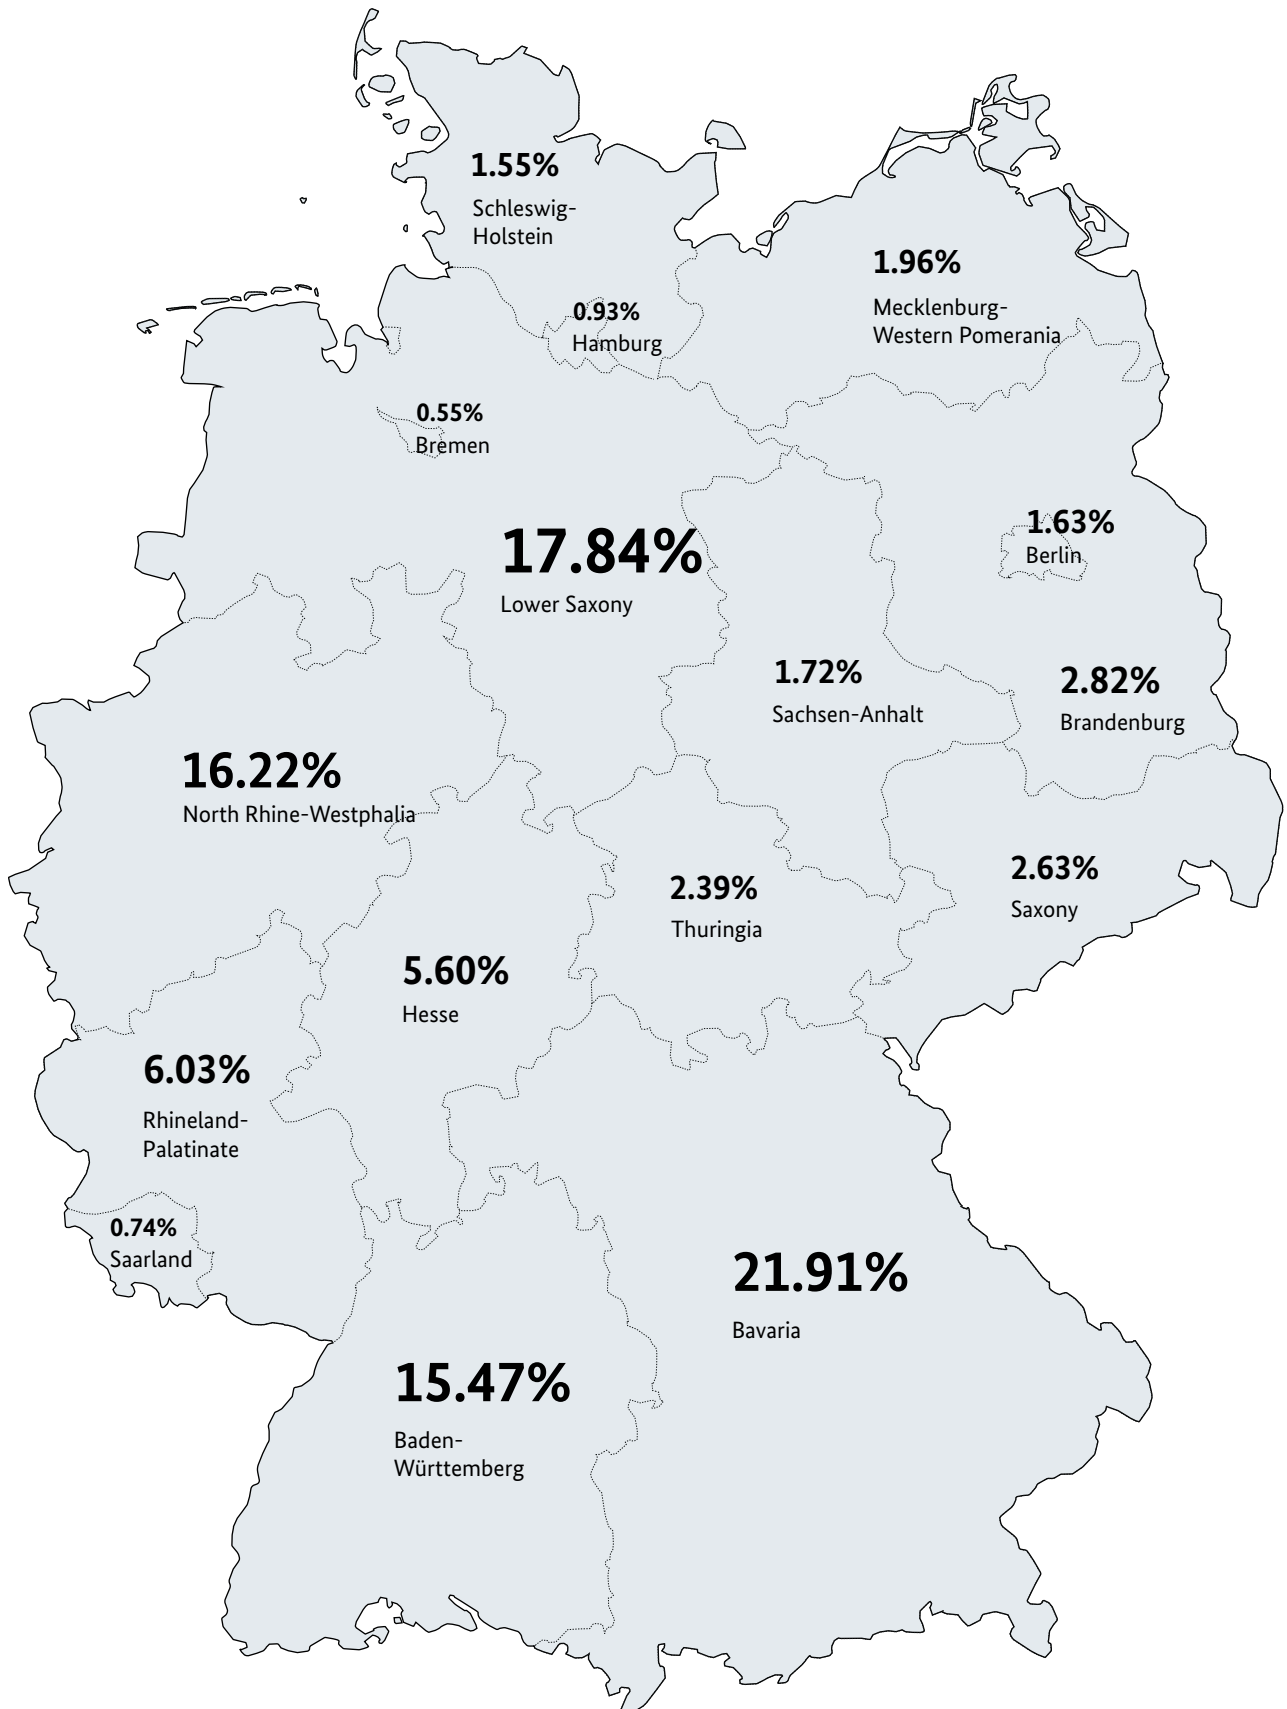 1.55%
Schleswig-
Holstein
1.96%
Mecklenburg-
Western Pomerania
0.93%
Hamburg
0.55%
Bremen
17.84%
Lower Saxony
1.63%
Berlin
1.72%
Sachsen-Anhalt
2.82%
Brandenburg
16.22%
North Rhine-Westphalia
2.39%
Thuringia
2.63%
Saxony
5.60%
Hesse
6.03%
Rhineland-
Palatinate
0.74%
Saarland
21.91%
Bavaria
15.47%
Baden-
Württemberg